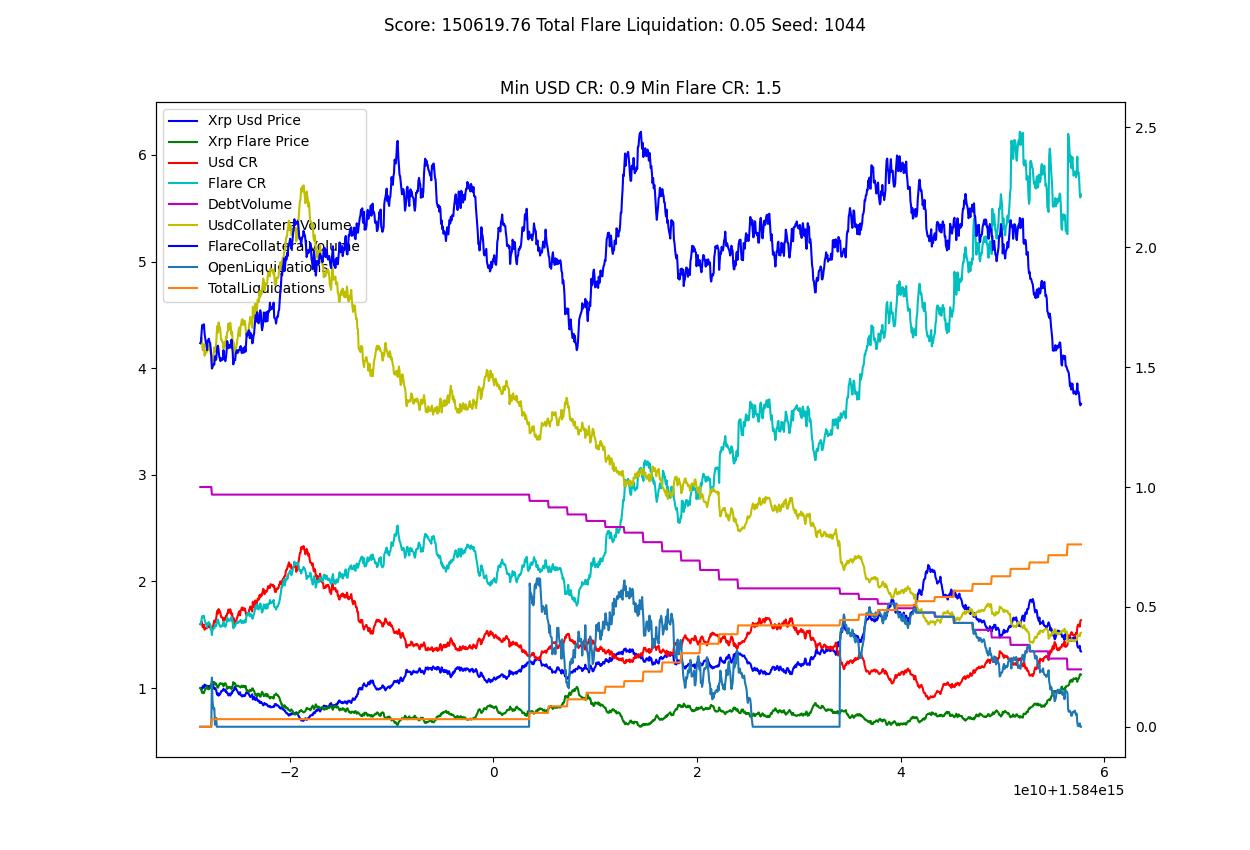 Score: 150619.76 Total Flare Liquidation: 0.05 Seed: 1044
Min USD CR: 0.9 Min Flare CR: 1.5
Xrp Usd Price
Xrp Flare Price
Usd CR
Flare CR
DebtVolume
UsdCollateralVolume
FlareCollateralVolume
OpenLiquidations
TotalLiquidations
6
5
4
3
2
1
2.5
2.0
1.5
1.0
0.5
0.0
−2
0
2
4
6
1e10+1.584e15